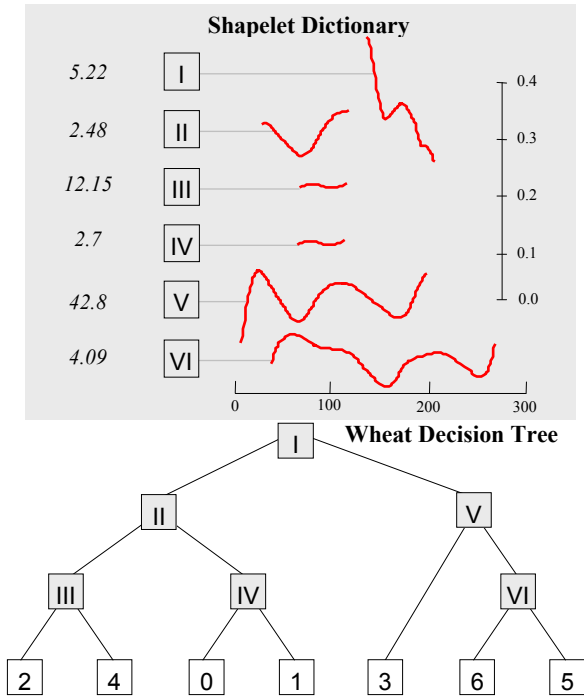 Shapelet Dictionary
5.22 I
0.4
2.48 II
0.3
12.15 III
0.2
2.7 IV
0.1
42.8 V
0.0
4.09 VI
0 100 200 300
Wheat Decision Tree
I
II V
III IV VI
2 4 0 1 3 6 5